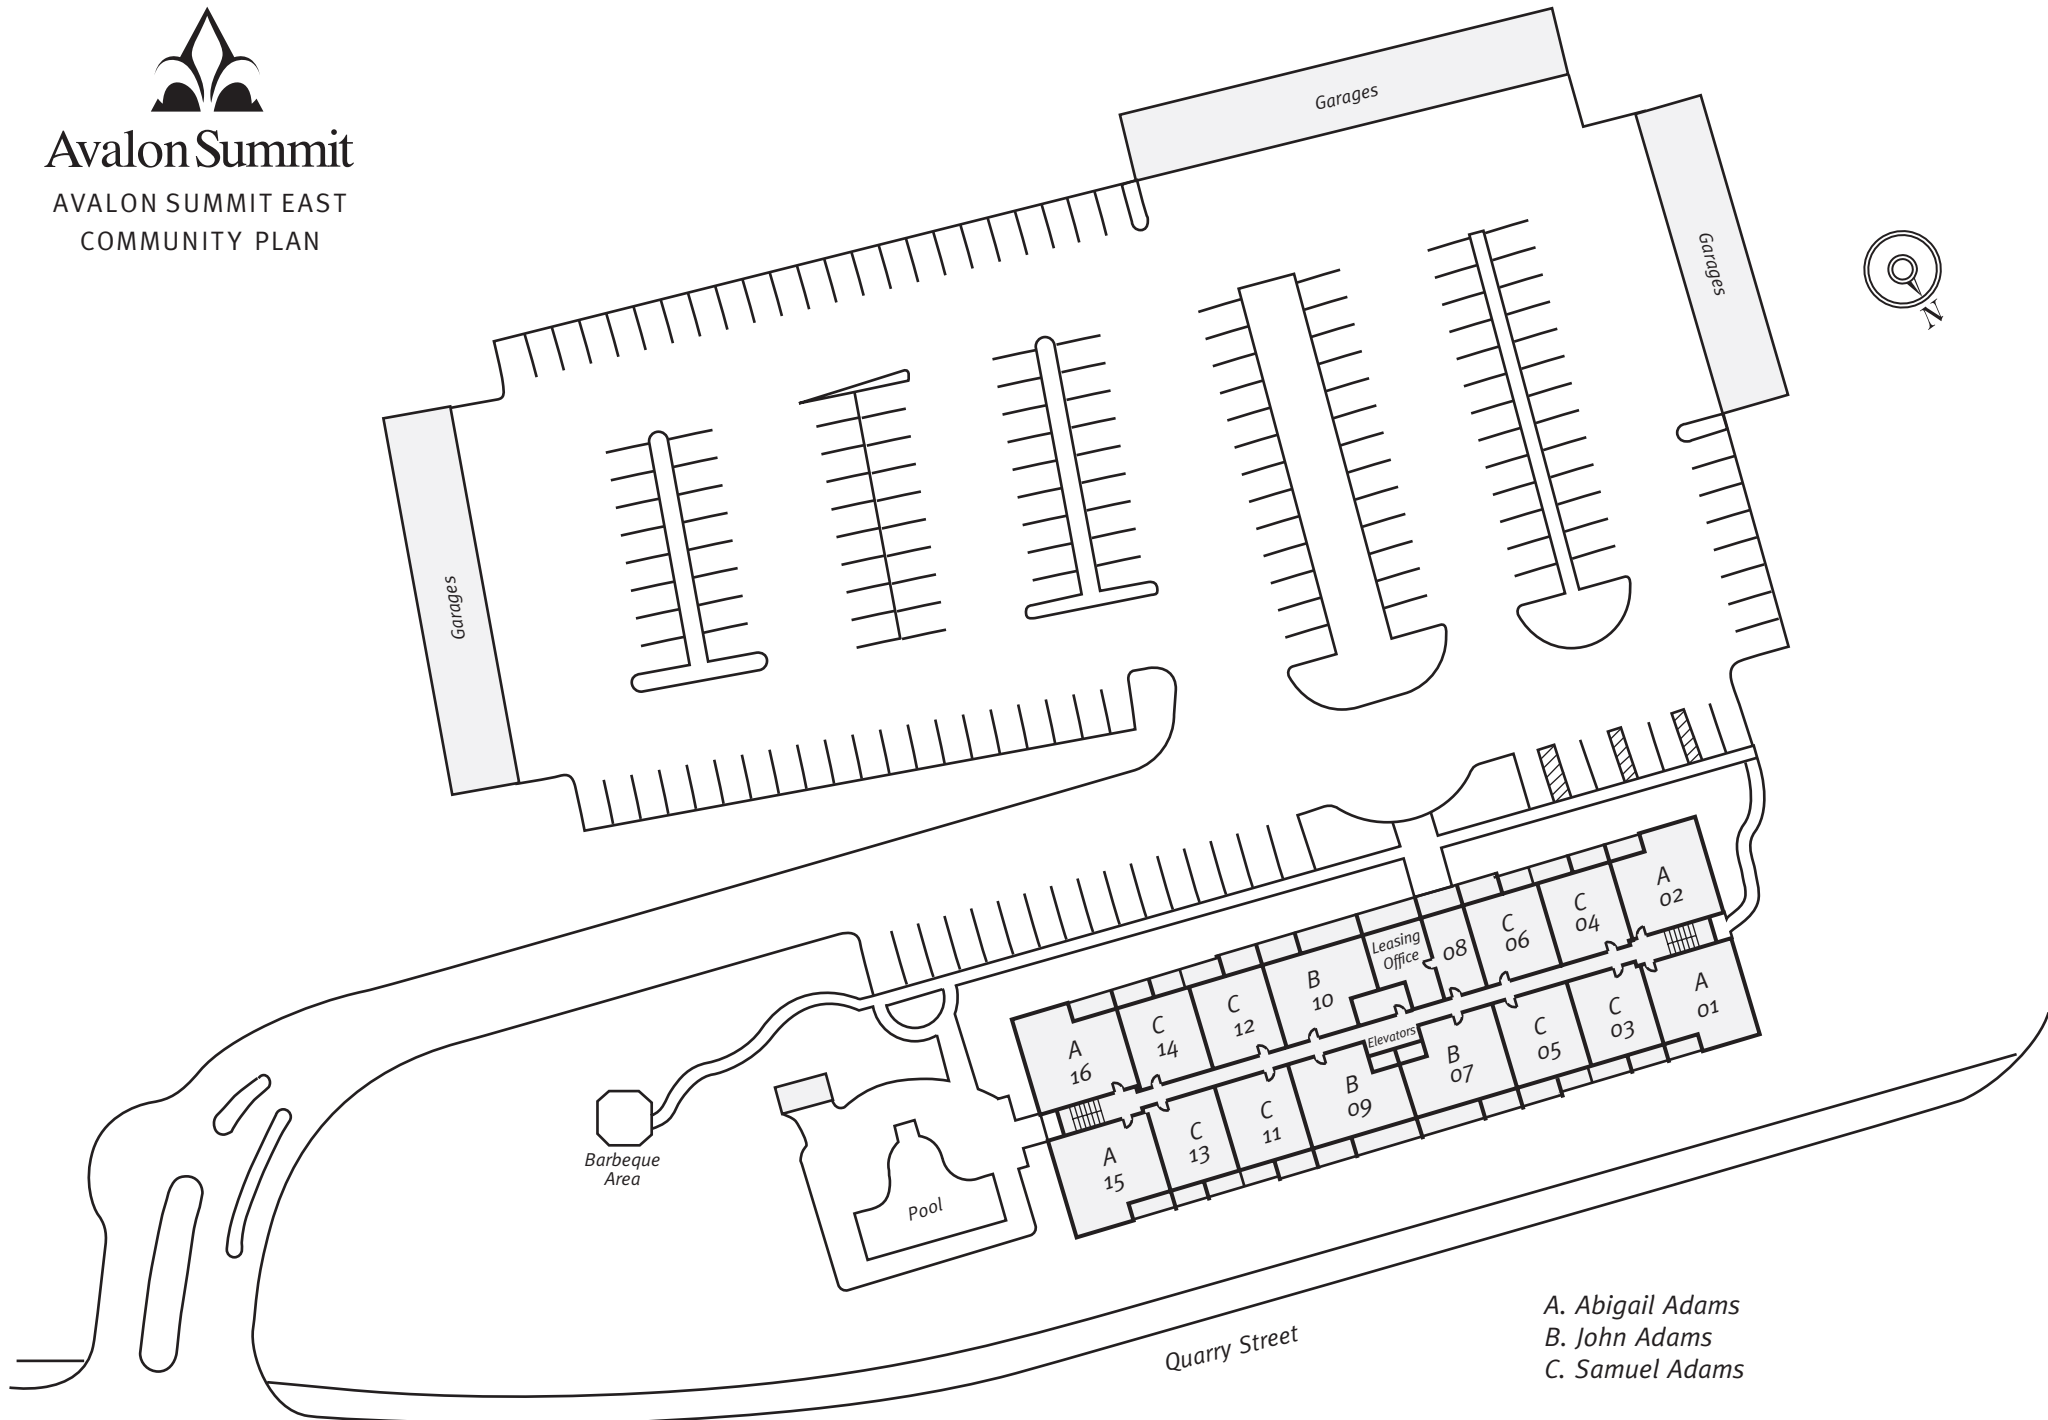 Avalon Summit
AVALON SUMMIT EAST
COMMUNITY PLAN
Garages
Garages
N
Garages
A
02
C
04
C
06
08
Leasing
Office
B
10
C
12
C
14
A
16
Elevators
A
01
C
03
C
05
B
07
B
09
C
11
C
13
A
15
Barbeque
Area
Pool
Quarry Street
A. Abigail Adams
B. John Adams
C. Samuel Adams